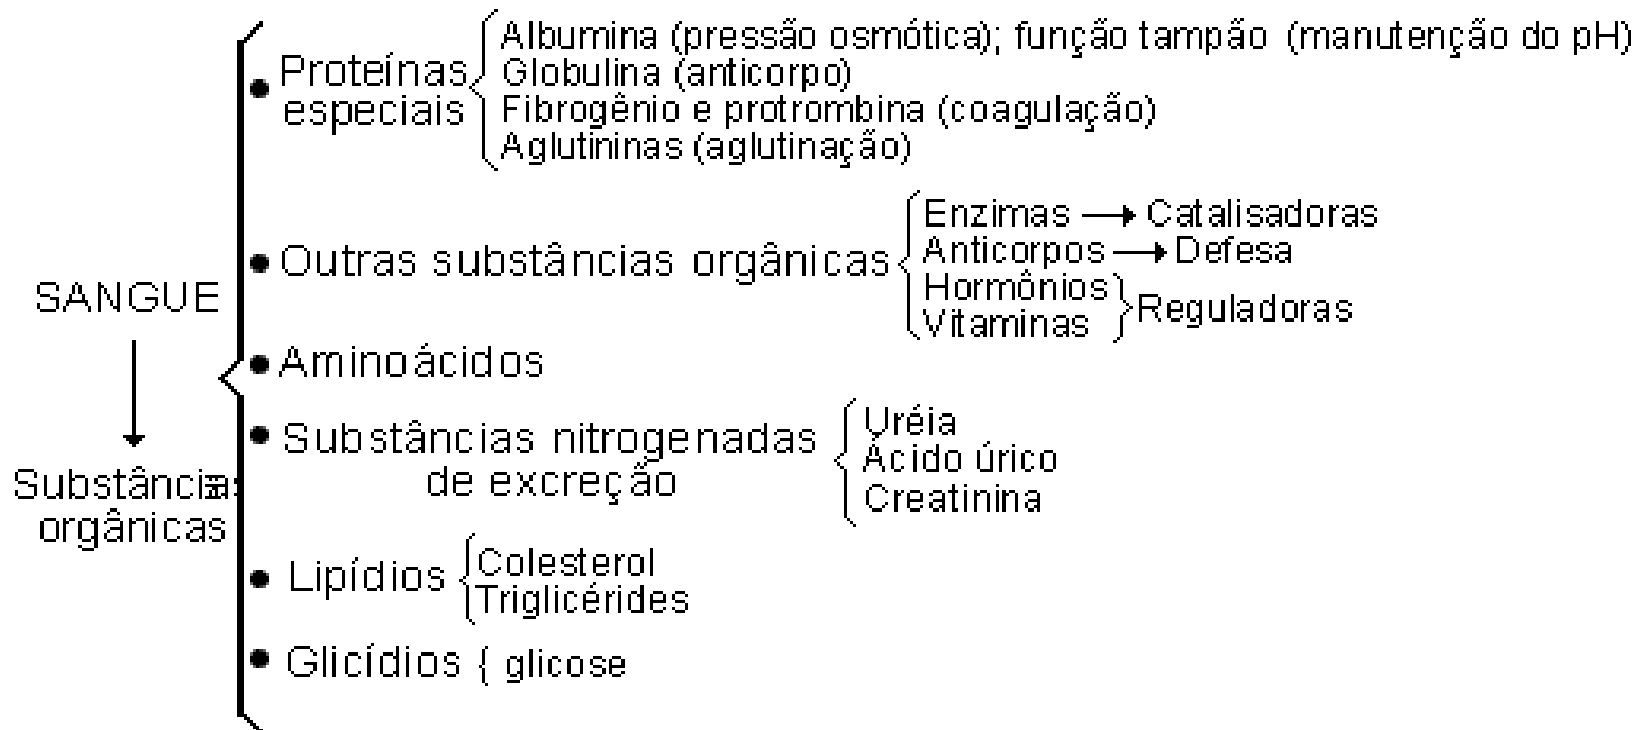 SANGUE
Substâncias
orgânicas
• Proteínas
especiais
Albumina (pressão osmótica); função tampão (manutenção do pH)
Globulina (anticorpo)
Fibrogênio e protrombina (coagulação)
Aglutininas (aglutinação)
• Outras substâncias orgânicas
Enzimas → Catalisadoras
Anticorpos → Defesa
Hormônios
Vitaminas
Reguladoras
• Aminoácidos
• Substâncias nitrogenadas
de excreção
Uréia
Ácido úrico
Creatinina
• Lipídios
Colesterol
Triglicérides
• Glicídios { glicose